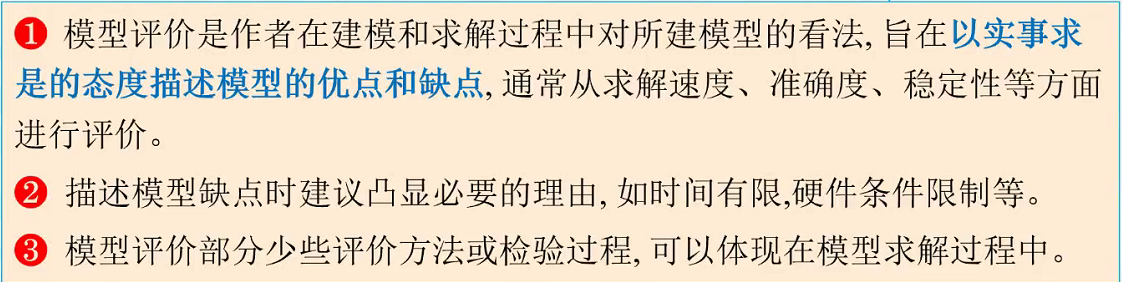 ❶ 模型评价是作者在建模和求解过程中对所建模型的看法, 旨在以实事求
是的态度描述模型的优点和缺点, 通常从求解速度、准确度、稳定性等方面
进行评价。
❷ 描述模型缺点时建议凸显必要的理由, 如时间有限,硬件条件限制等。
❸ 模型评价部分少些评价方法或检验过程, 可以体现在模型求解过程中。